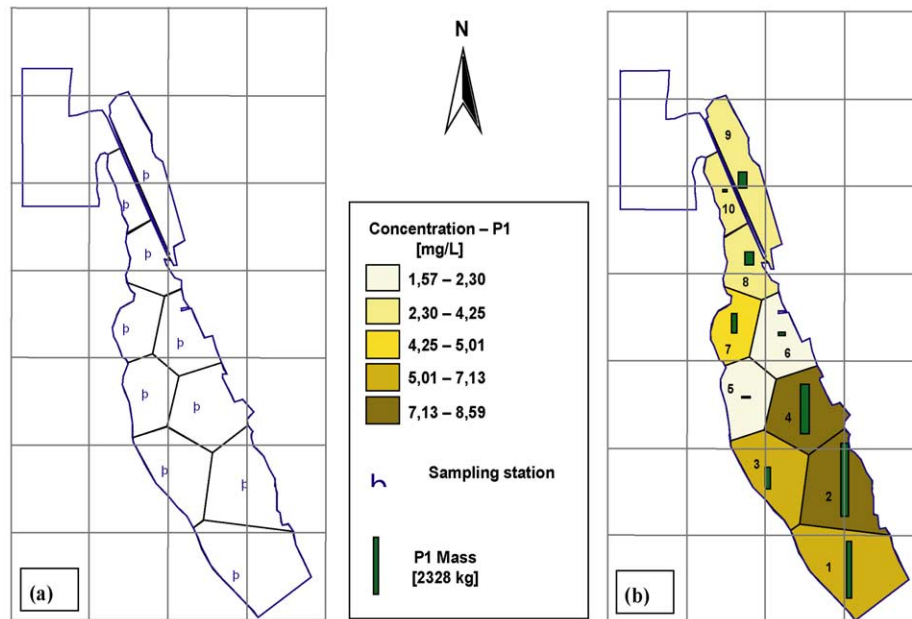 N
Concentration – P1
[mg/L]
1,57 – 2,30
2,30 – 4,25
4,25 – 5,01
5,01 – 7,13
7,13 – 8,59
Sampling station
P1 Mass
[2328 kg]
(a)
þ
þ
þ
þ
þ
þ
þ
þ
þ
þ
(b)
9
10
8
7
6
5
4
3
2
1